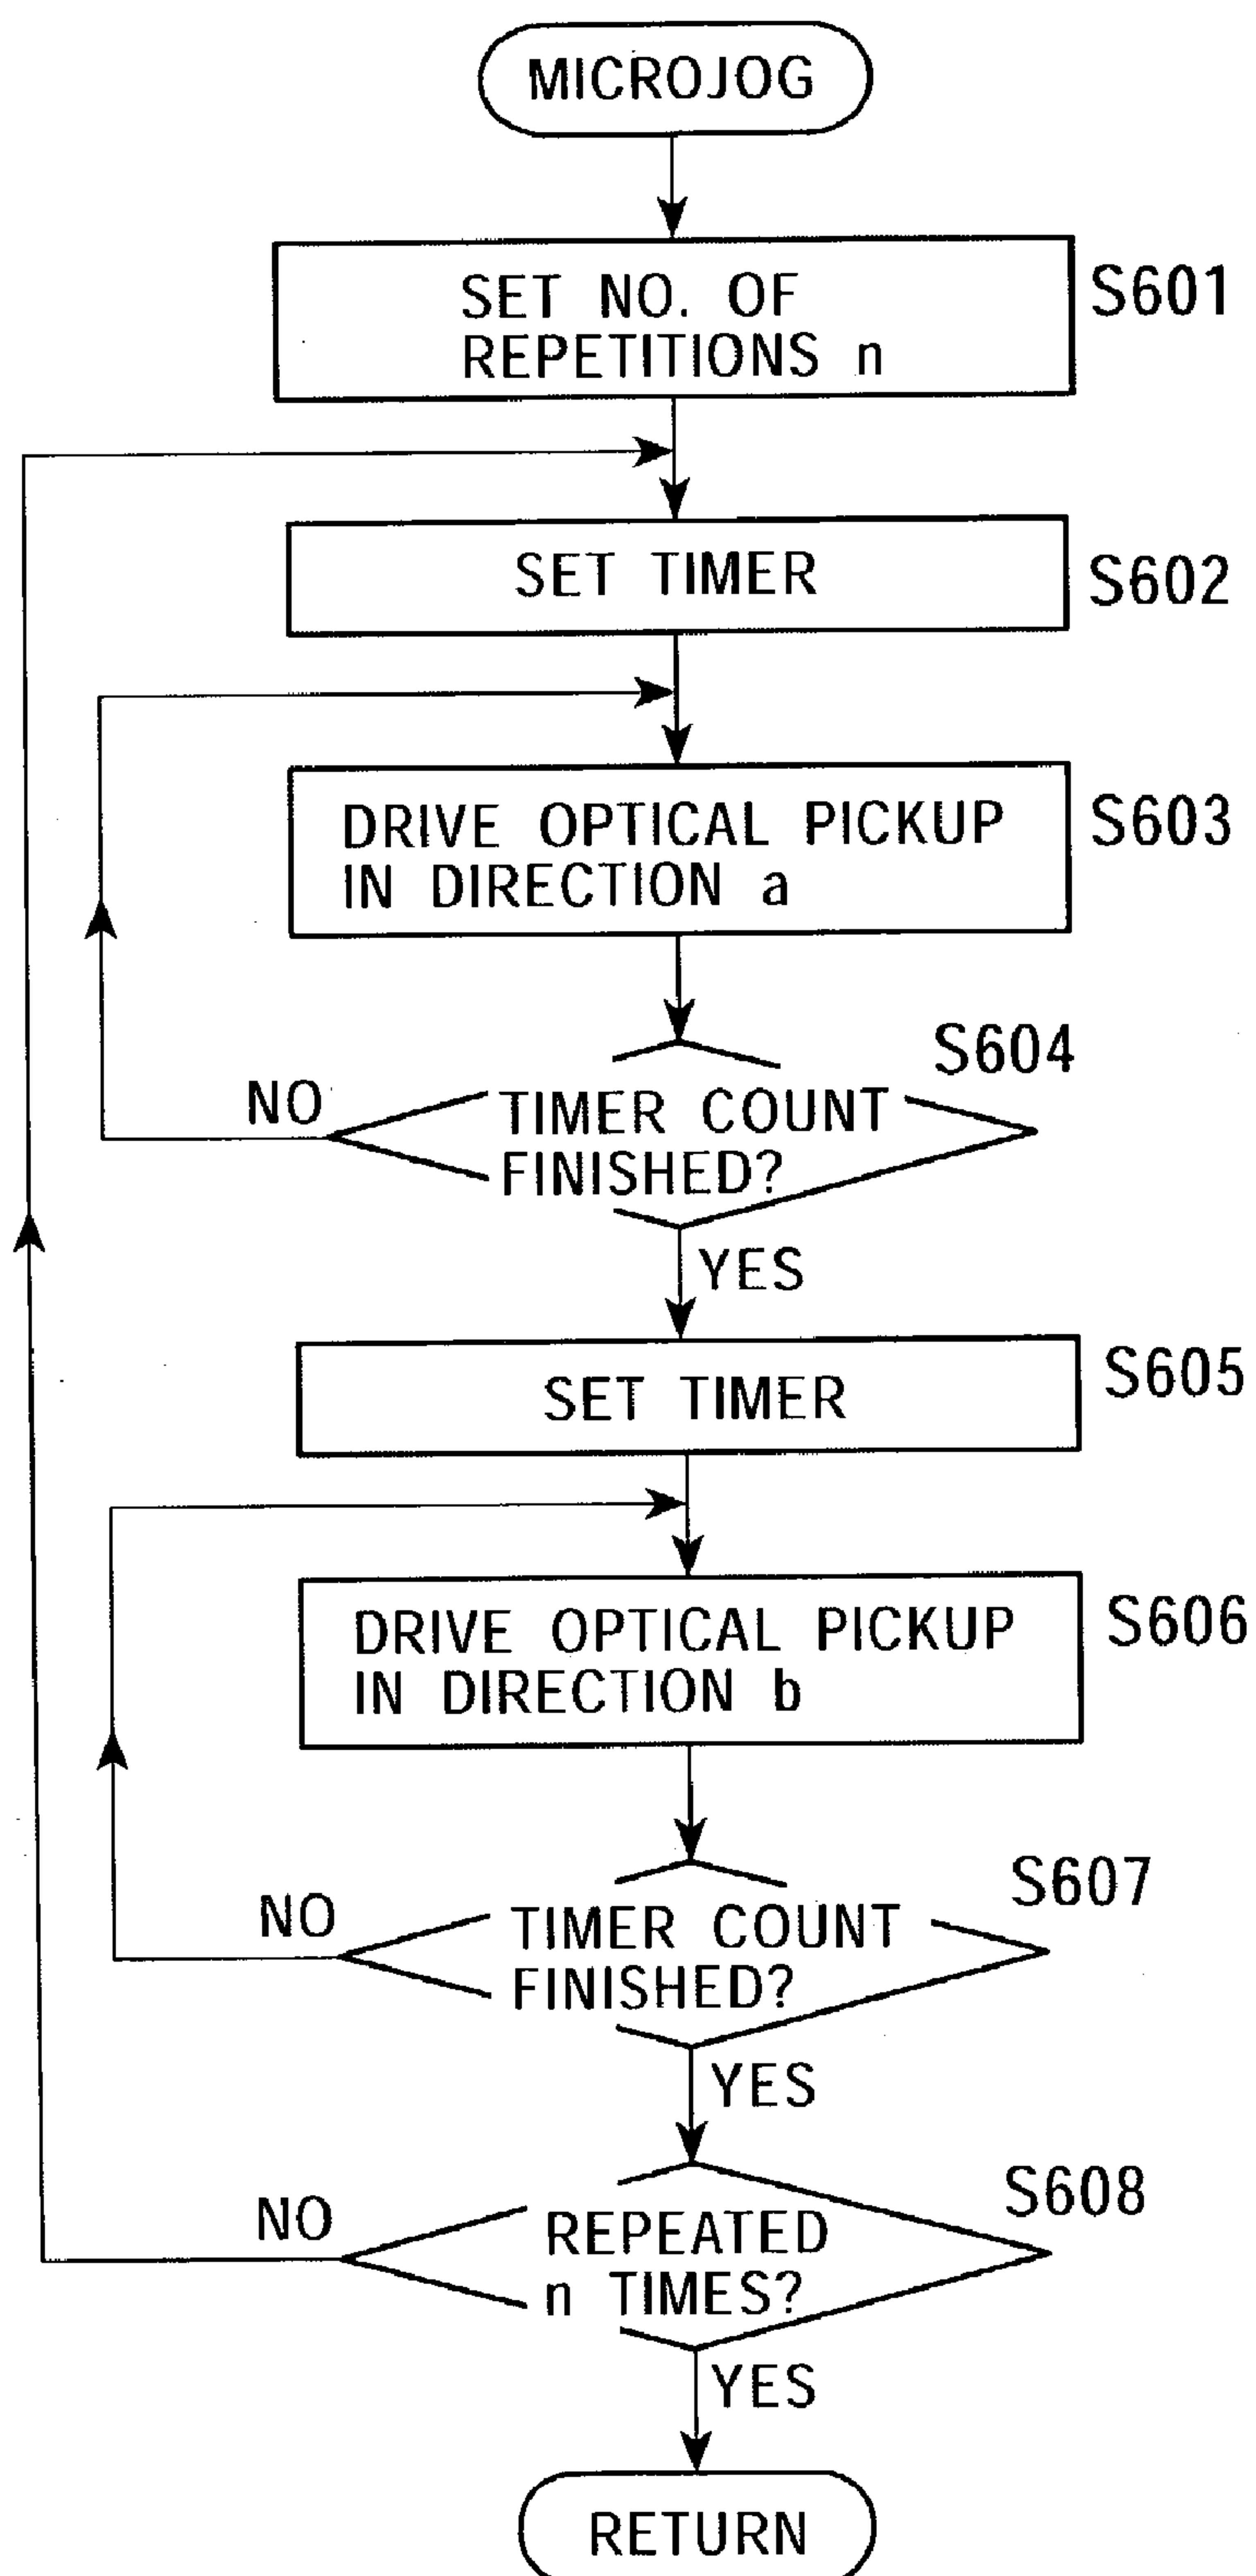 MICROJOG
SET NO. OF
REPETITIONS n
S601
SET TIMER
S602
DRIVE OPTICAL PICKUP
IN DIRECTION a
S603
S604
NO
TIMER COUNT
FINISHED?
YES
SET TIMER
S605
DRIVE OPTICAL PICKUP
IN DIRECTION b
S606
S607
NO
TIMER COUNT
FINISHED?
YES
S608
NO
REPEATED
n TIMES?
YES
RETURN